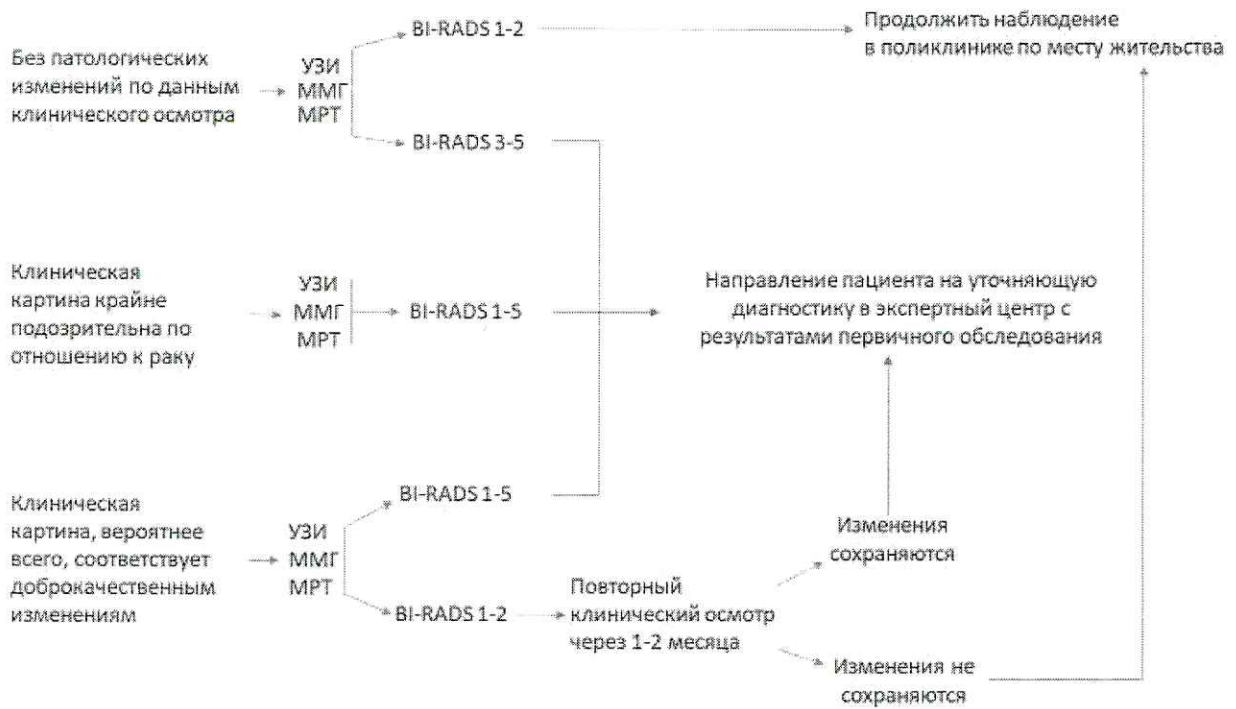 Без патологических
изменений по данным
клинического осмотра
УЗИ
ММГ
МРТ
BI-RADS 1-2
BI-RADS 3-5
Продолжить наблюдение
в поликлинике по месту жительства
Клиническая
картина крайне
подозрительна по
отношению к раку
УЗИ
ММГ
МРТ
BI-RADS 1-5
Направление пациента на уточняющую
диагностику в экспертный центр с
результатами первичного обследования
Клиническая
картина, вероятнее
всего, соответствует
доброкачественным
изменениям
УЗИ
ММГ
МРТ
BI-RADS 1-5
BI-RADS 1-2
Повторный
клинический осмотр
через 1-2 месяца
Изменения
сохраняются
Изменения не
сохраняются